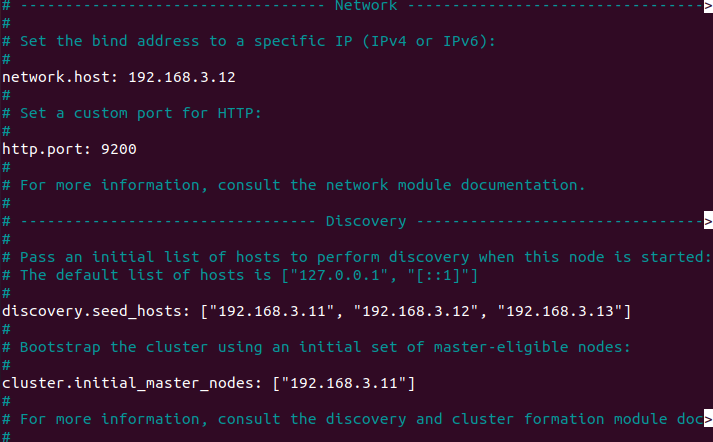 # ---------------------------------- Network ----------------------------------->
#
# Set the bind address to a specific IP (IPv4 or IPv6):
#
network.host: 192.168.3.12
#
# Set a custom port for HTTP:
#
http.port: 9200
#
# For more information, consult the network module documentation.
#
# --------------------------------- Discovery --------------------------------->
#
# Pass an initial list of hosts to perform discovery when this node is started:
# The default list of hosts is ["127.0.0.1", "[::1]"]
#
discovery.seed_hosts: ["192.168.3.11", "192.168.3.12", "192.168.3.13"]
#
# Bootstrap the cluster using an initial set of master-eligible nodes:
#
cluster.initial_master_nodes: ["192.168.3.11"]
#
# For more information, consult the discovery and cluster formation module doc>
#